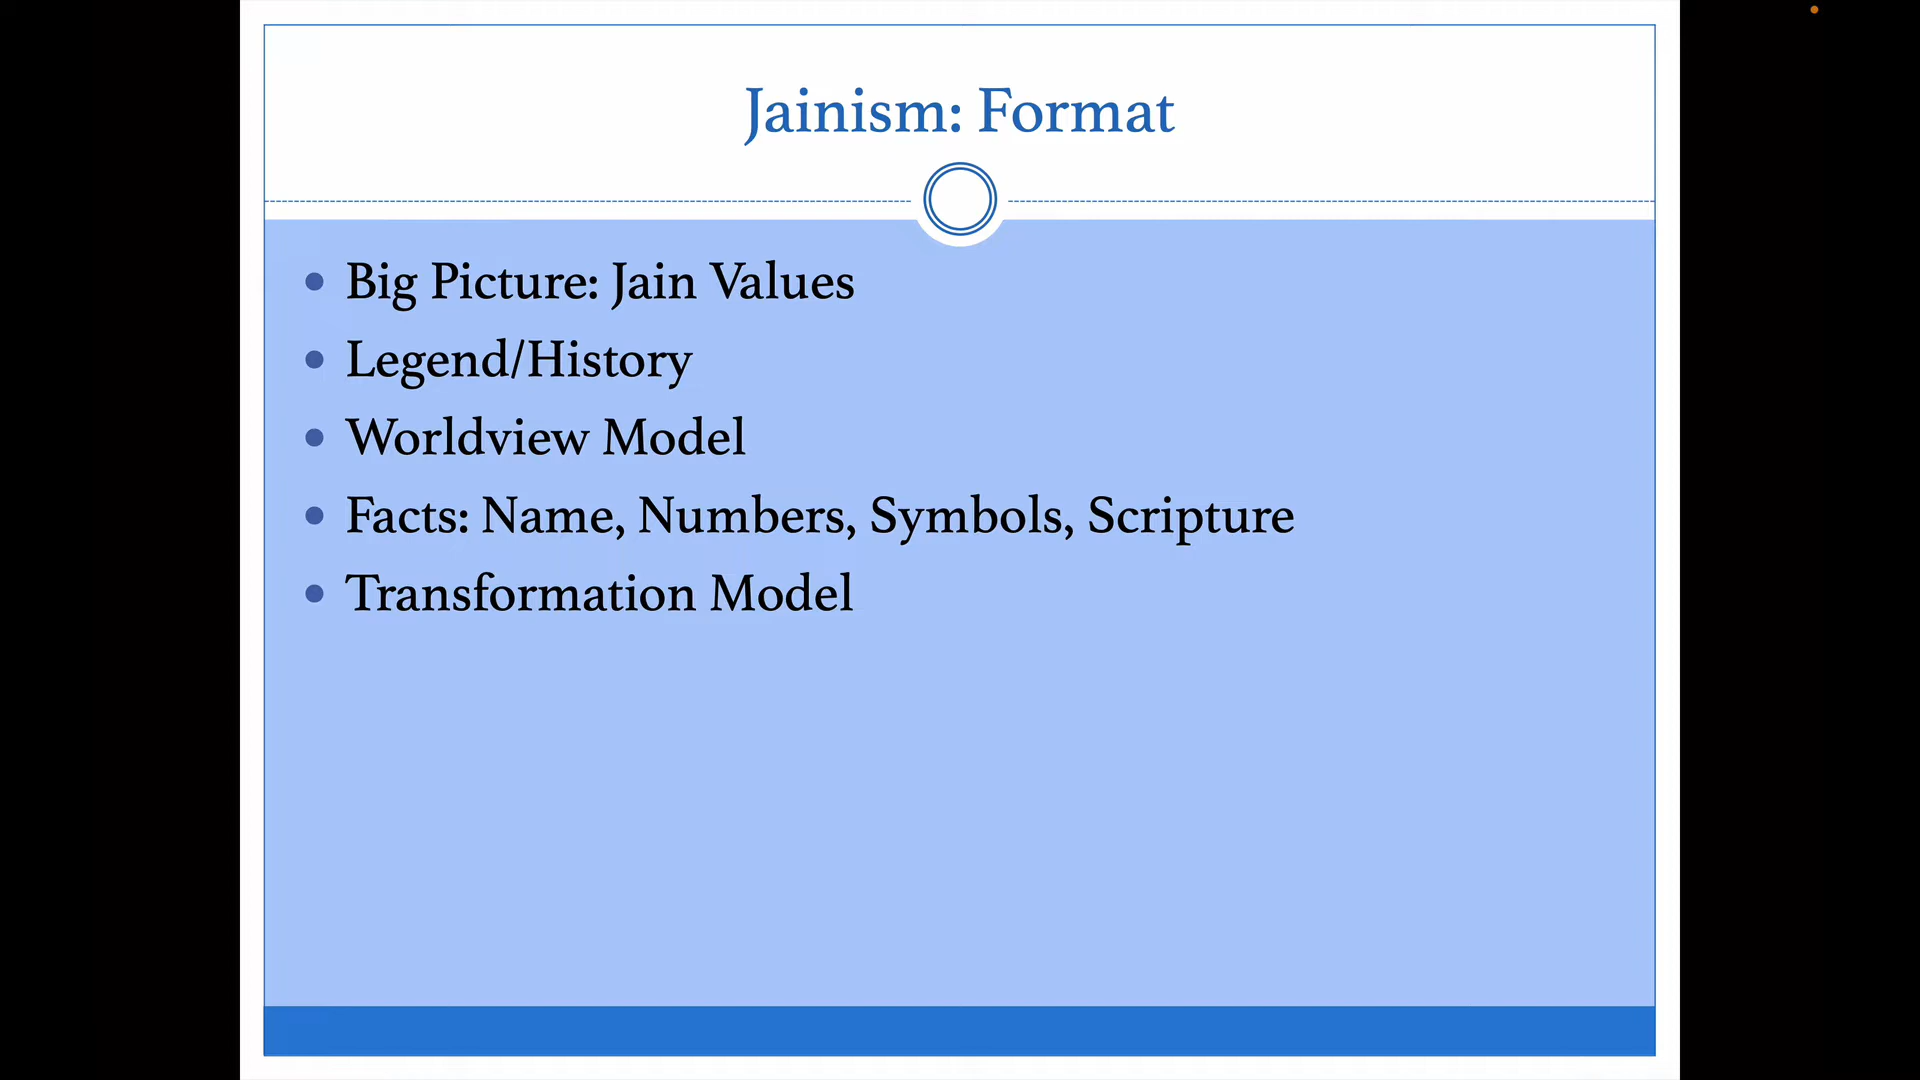 Jainism: Format
Big Picture: Jain Values
Legend/History
Worldview Model
Facts: Name, Numbers, Symbols, Scripture
Transformation Model